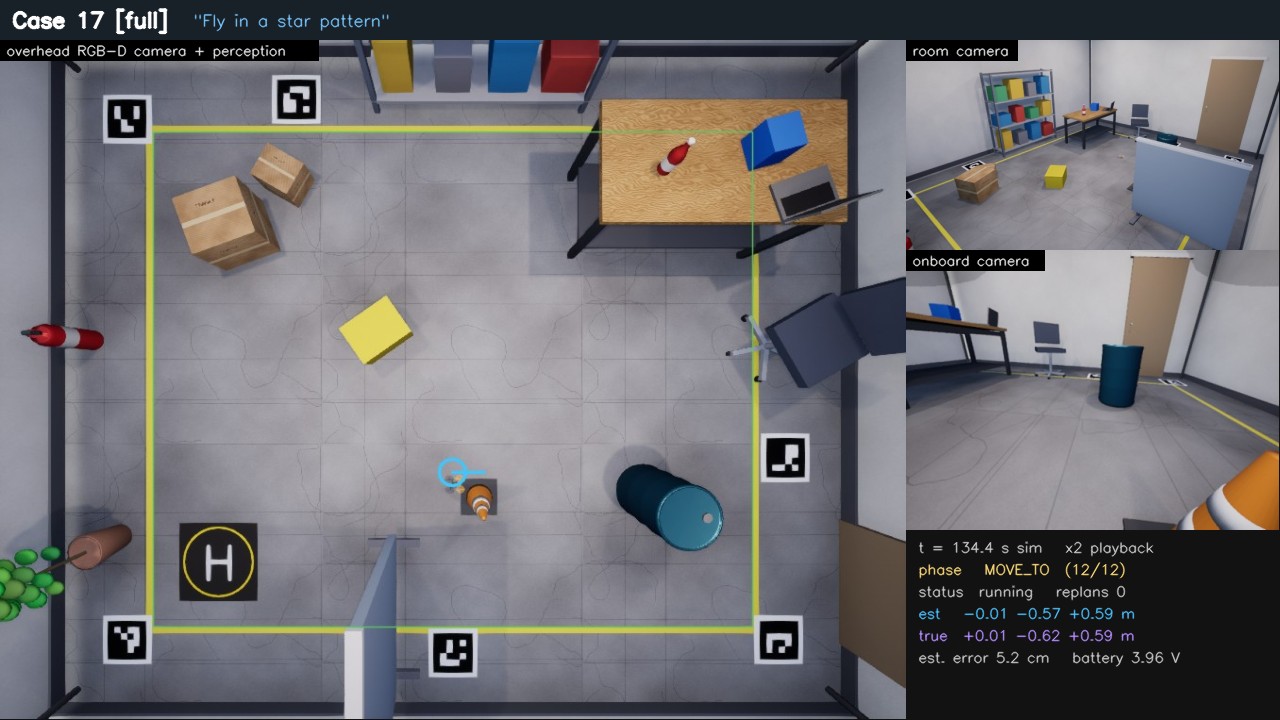 Case 17 [full] "Fly in a star pattern"
overhead RGB-D camera + perception
room camera
onboard camera
H
t = 134.4 s sim x2 playback
phase MOVE_TO (12/12)
status running replans 0
est -0.01 -0.57 +0.59 m
true +0.01 -0.62 +0.59 m
est. error 5.2 cm battery 3.96 V